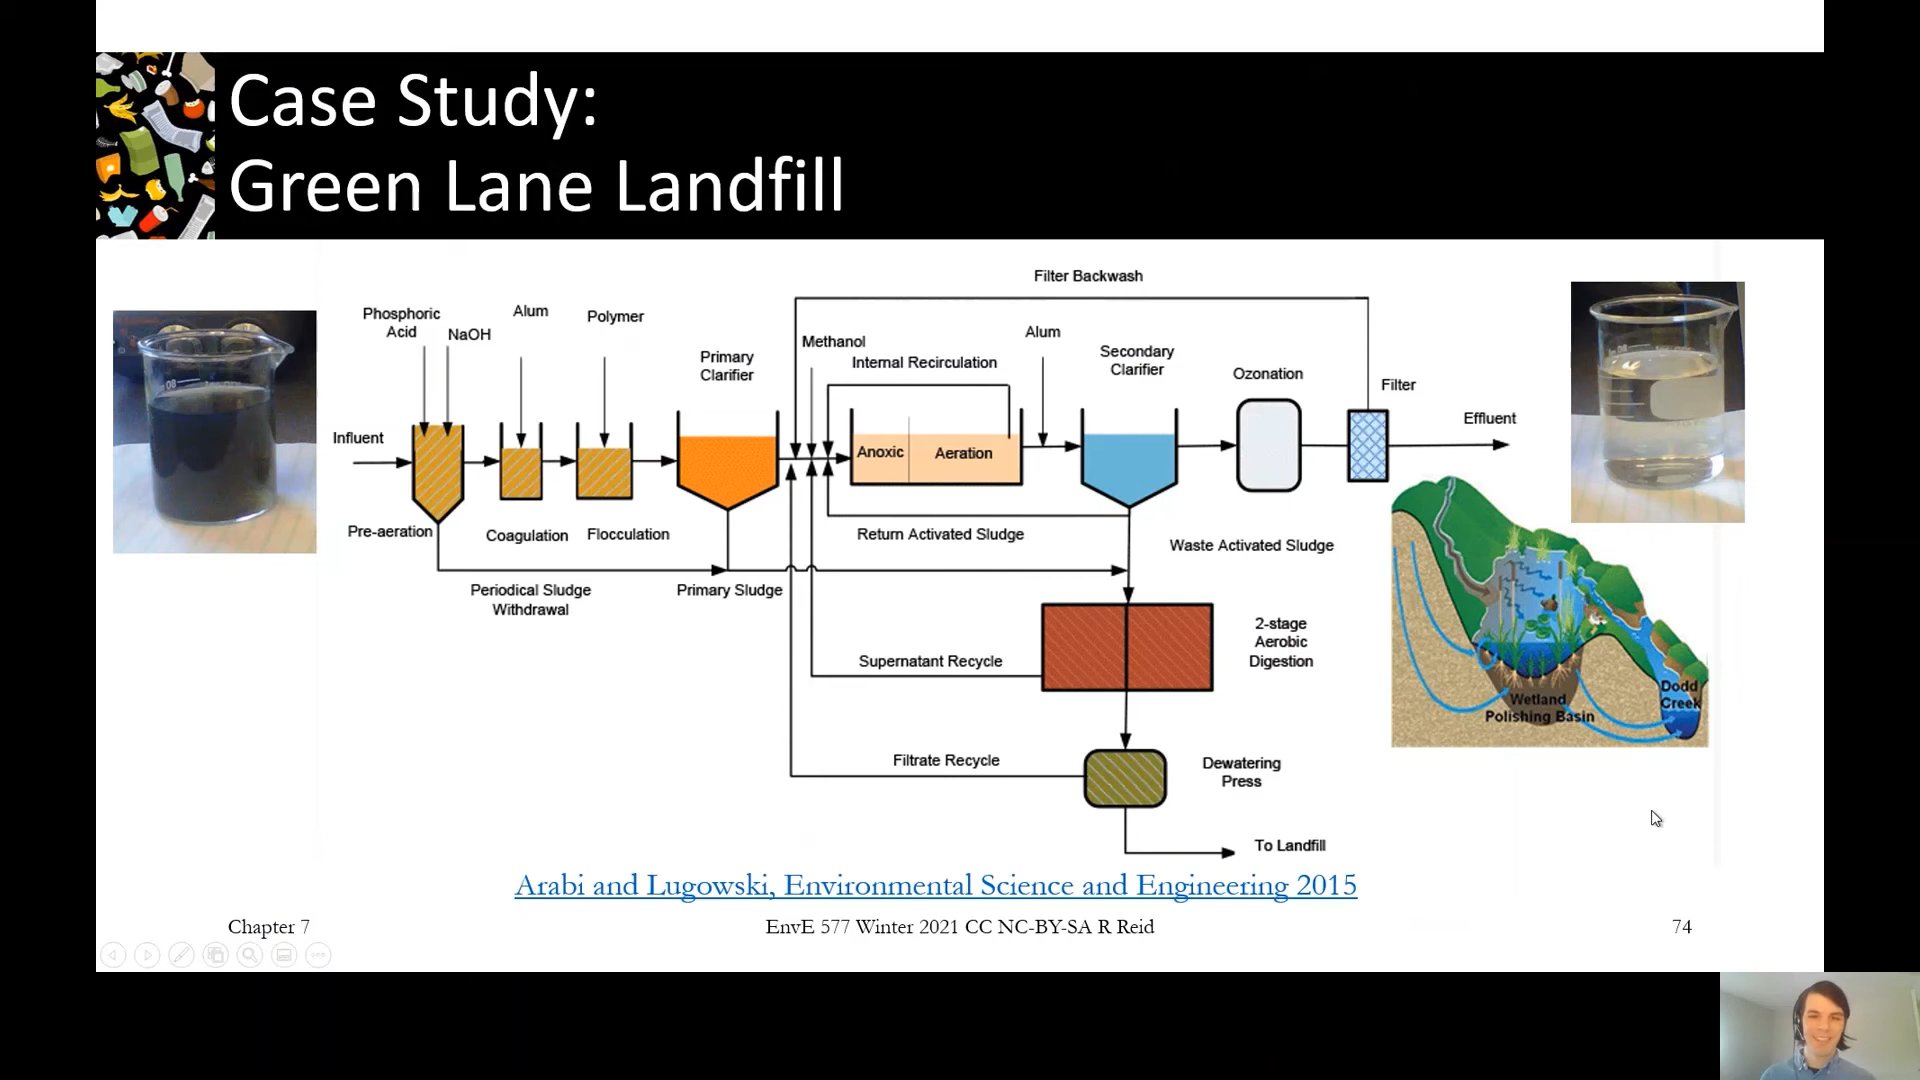 Case Study:
Green Lane Landfill
Filter Backwash
Phosphoric
Acid
NaOH
Alum
Polymer
Primary
Clarifier
Methanol
Internal Recirculation
Alum
Secondary
Clarifier
Ozonation
Filter
Effluent
Influent
Anoxic
Aeration
Pre-aeration
Coagulation
Flocculation
Return Activated Sludge
Waste Activated Sludge
Periodical Sludge
Withdrawal
Primary Sludge
2-stage
Aerobic
Digestion
Supernatant Recycle
Wetland
Polishing Basin
Dodd
Creek
Filtrate Recycle
Dewatering
Press
To Landfill
Arabi and Lugowski, Environmental Science and Engineering 2015
Chapter 7
EnvE 577 Winter 2021 CC NC-BY-SA R Reid
74